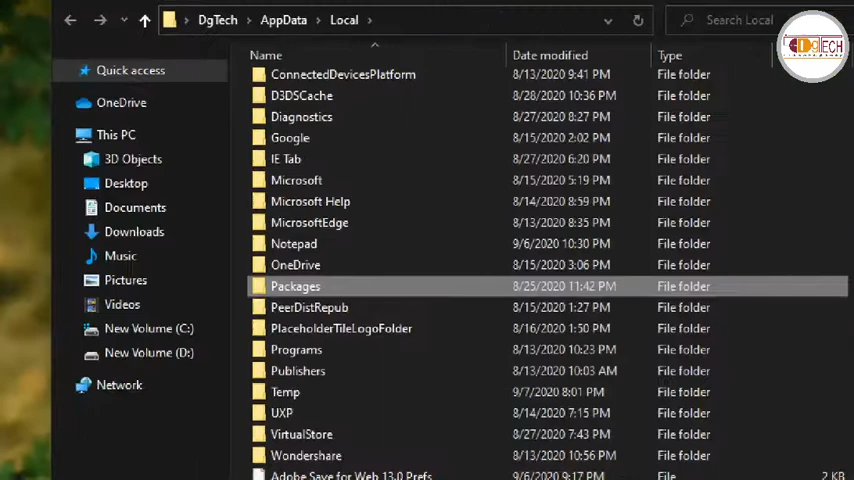 DgTech > AppData > Local >
Search Local
DgTECH
Name Date modified Type
Quick access
OneDrive
This PC
3D Objects
Desktop
Documents
Downloads
Music
Pictures
Videos
New Volume (C:)
New Volume (D:)
Network
ConnectedDevicesPlatform 8/13/2020 9:41 PM File folder
D3DSCache 8/28/2020 10:36 PM File folder
Diagnostics 8/27/2020 8:27 PM File folder
Google 8/15/2020 2:02 PM File folder
IE Tab 8/27/2020 6:20 PM File folder
Microsoft 8/15/2020 5:19 PM File folder
Microsoft Help 8/14/2020 8:59 PM File folder
MicrosoftEdge 8/13/2020 8:35 PM File folder
Notepad 9/6/2020 10:30 PM File folder
OneDrive 8/15/2020 3:06 PM File folder
Packages 8/25/2020 11:42 PM File folder
PeerDistRepub 8/15/2020 1:27 PM File folder
PlaceholderTileLogoFolder 8/16/2020 1:50 PM File folder
Programs 8/13/2020 10:23 PM File folder
Publishers 8/13/2020 10:03 AM File folder
Temp 9/7/2020 8:01 PM File folder
UXP 8/14/2020 7:15 PM File folder
VirtualStore 8/27/2020 7:43 PM File folder
Wondershare 8/13/2020 10:56 PM File folder
Adobe Save for Web 13.0 Prefs 9/6/2020 9:17 PM File 2 KB